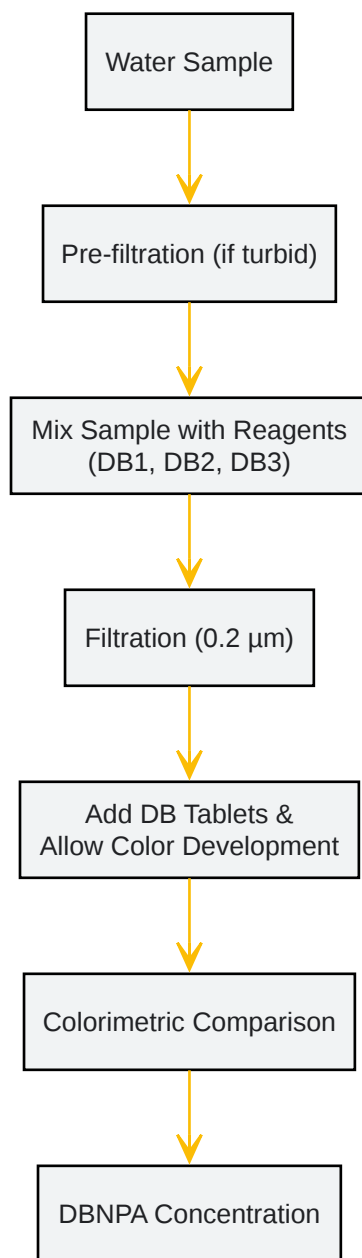 Water Sample
Pre-filtration (if turbid)
Mix Sample with Reagents
(DB1, DB2, DB3)
Filtration (0.2 µm)
Add DB Tablets &
Allow Color Development
Colorimetric Comparison
DBNPA Concentration